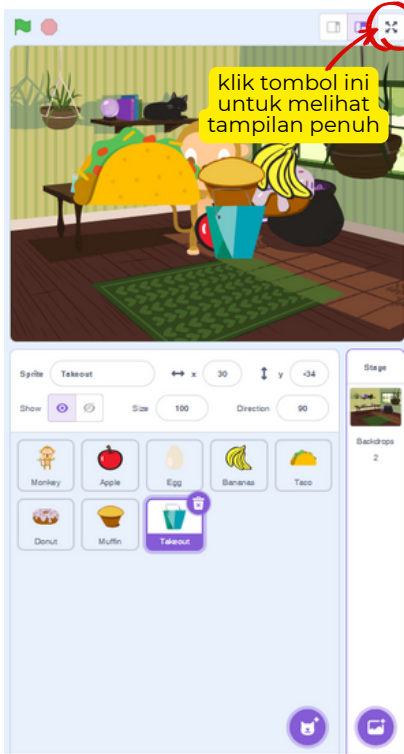 klik tombol ini
untuk melihat
tampilan penuh
Sprite Takeout x 30 y -34
Show Size 100 Direction 90
Stage
Backdrops
2
Monkey Apple Egg Bananas Taco
Donut Muffin Takeout